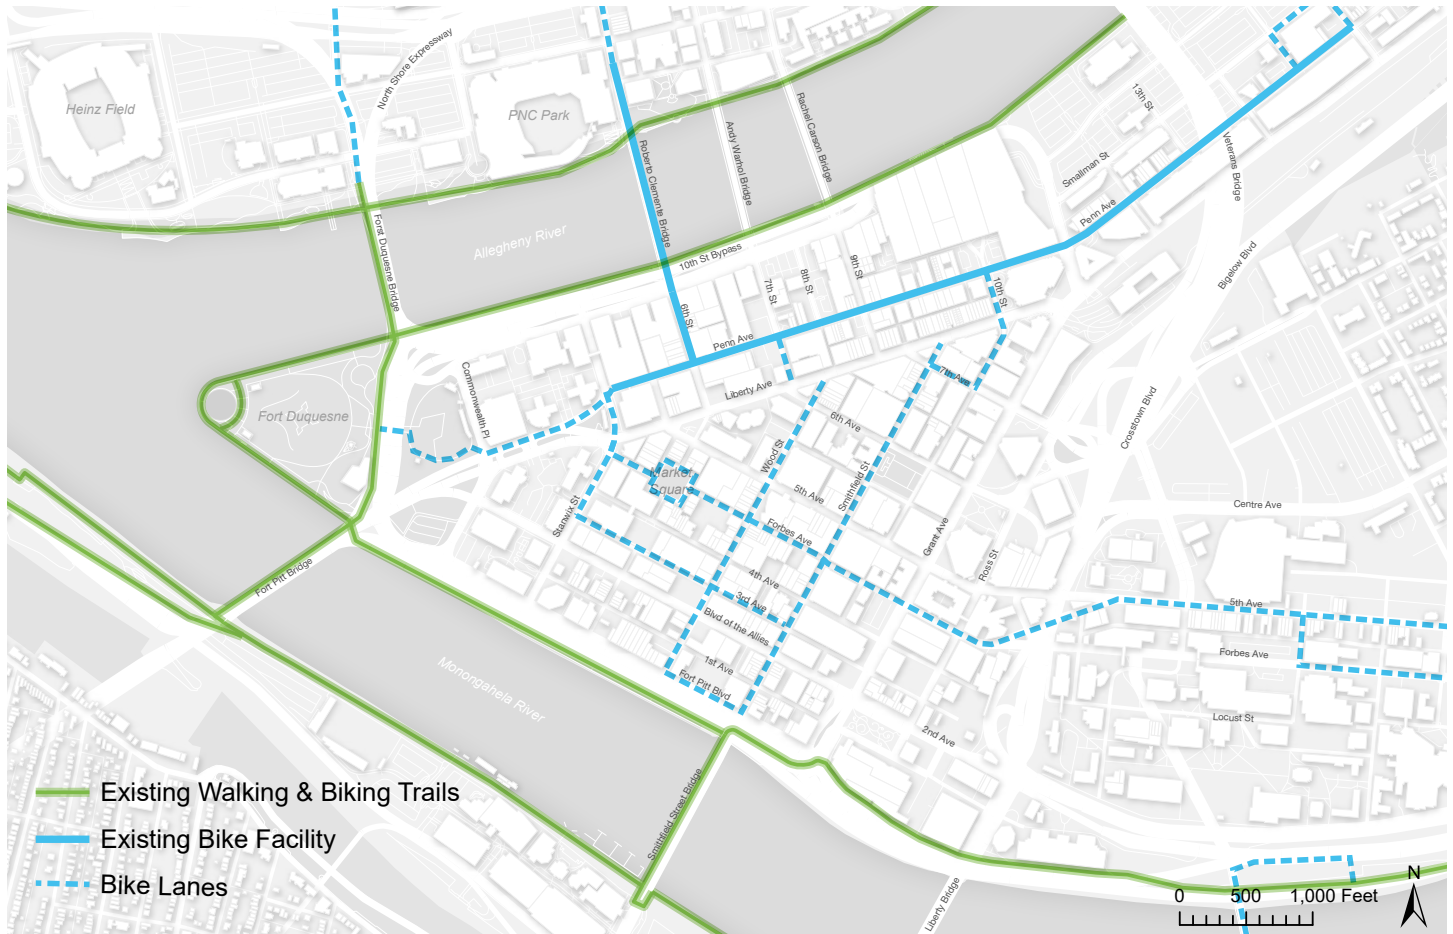 North Shore Expressway
Heinz Field
PNC Park
13th St
Rachel Carson Bridge
Andy Warhol Bridge
Roberto Clemente Bridge
Smallman St
Veterans Bridge
Penn Ave
Forst Duquesne Bridge
Allegheny River
10th St Bypass
Bigelow Blvd
9th St
8th St
7th St
10th St
6th St
Penn Ave
Commonwealth Pl
Liberty Ave
7th Ave
Fort Duquesne
6th Ave
Crosstown Blvd
Wood St
Market
Square
Smithfield St
5th Ave
Stanwix St
Centre Ave
Forbes Ave
Grant Ave
Ross St
Fort Pitt Bridge
4th Ave
3rd Ave
5th Ave
Blvd of the Allies
Forbes Ave
1st Ave
Fort Pitt Blvd
Monongahela River
Locust St
2nd Ave
Smithfield Street Bridge
Liberty Bridge
Existing Walking & Biking Trails
Existing Bike Facility
Bike Lanes
N
0 500 1,000 Feet